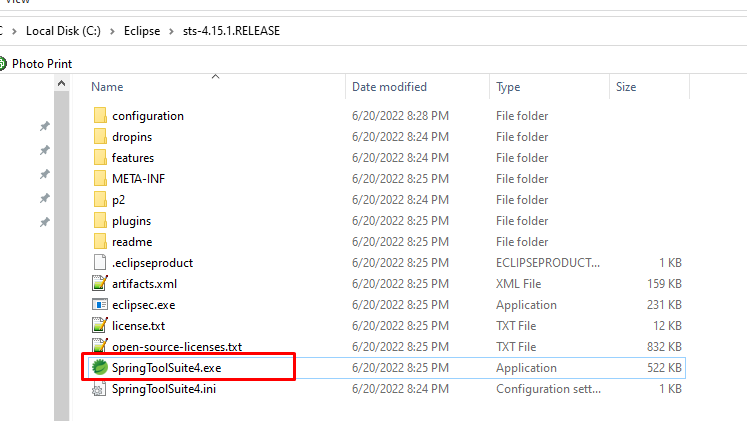 View
C > Local Disk (C:) > Eclipse > sts-4.15.1.RELEASE
Photo Print
Name Date modified Type Size
configuration 6/20/2022 8:28 PM File folder
dropins 6/20/2022 8:24 PM File folder
features 6/20/2022 8:24 PM File folder
META-INF 6/20/2022 8:25 PM File folder
p2 6/20/2022 8:24 PM File folder
plugins 6/20/2022 8:25 PM File folder
readme 6/20/2022 8:25 PM File folder
.eclipseproduct 6/20/2022 8:25 PM ECLIPSEPRODUCT... 1 KB
artifacts.xml 6/20/2022 8:25 PM XML File 159 KB
eclipsec.exe 6/20/2022 8:25 PM Application 231 KB
license.txt 6/20/2022 8:25 PM TXT File 12 KB
open-source-licenses.txt 6/20/2022 8:25 PM TXT File 832 KB
SpringToolSuite4.exe 6/20/2022 8:25 PM Application 522 KB
SpringToolSuite4.ini 6/20/2022 8:24 PM Configuration sett... 1 KB